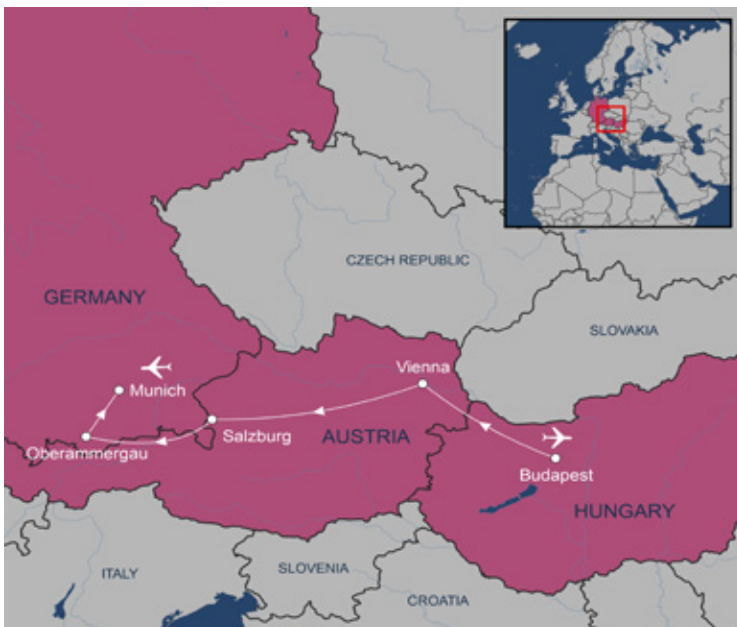 CZECH REPUBLIC
GERMANY
SLOVAKIA
Vienna
Munich
Salzburg
AUSTRIA
Oberammergau
Budapest
HUNGARY
ITALY
SLOVENIA
CROATIA